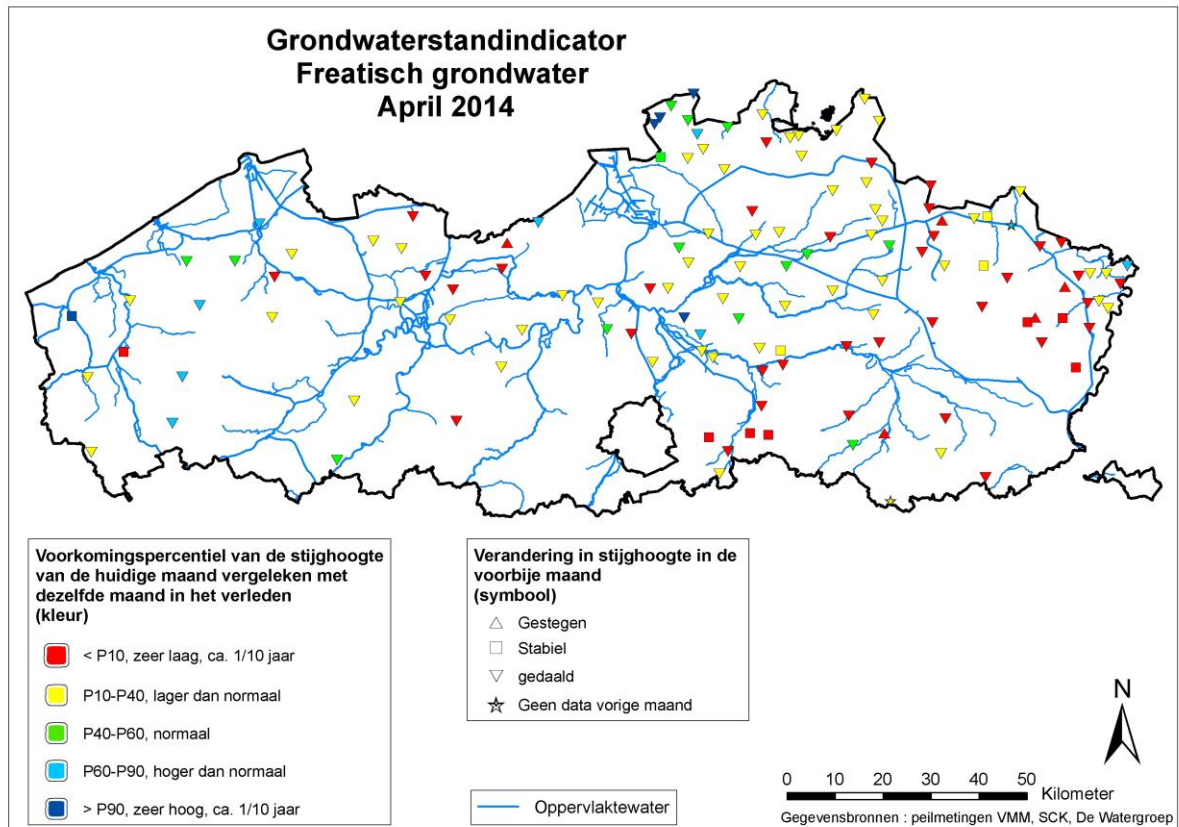 Grondwaterstandindicator
Freatisch grondwater
April 2014
Voorkomingspercentiel van de stijghoogte
van de huidige maand vergeleken met
dezelfde maand in het verleden
(kleur)
< P10, zeer laag, ca. 1/10 jaar
P10-P40, lager dan normaal
P40-P60, normaal
P60-P90, hoger dan normaal
> P90, zeer hoog, ca. 1/10 jaar
Verandering in stijghoogte in de
voorbije maand
(symbool)
Gestegen
Stabiel
gedaald
Geen data vorige maand
Oppervlaktewater
N
0 10 20 30 40 50
Kilometer
Gegevensbronnen : peilmetingen VMM, SCK, De Watergroep